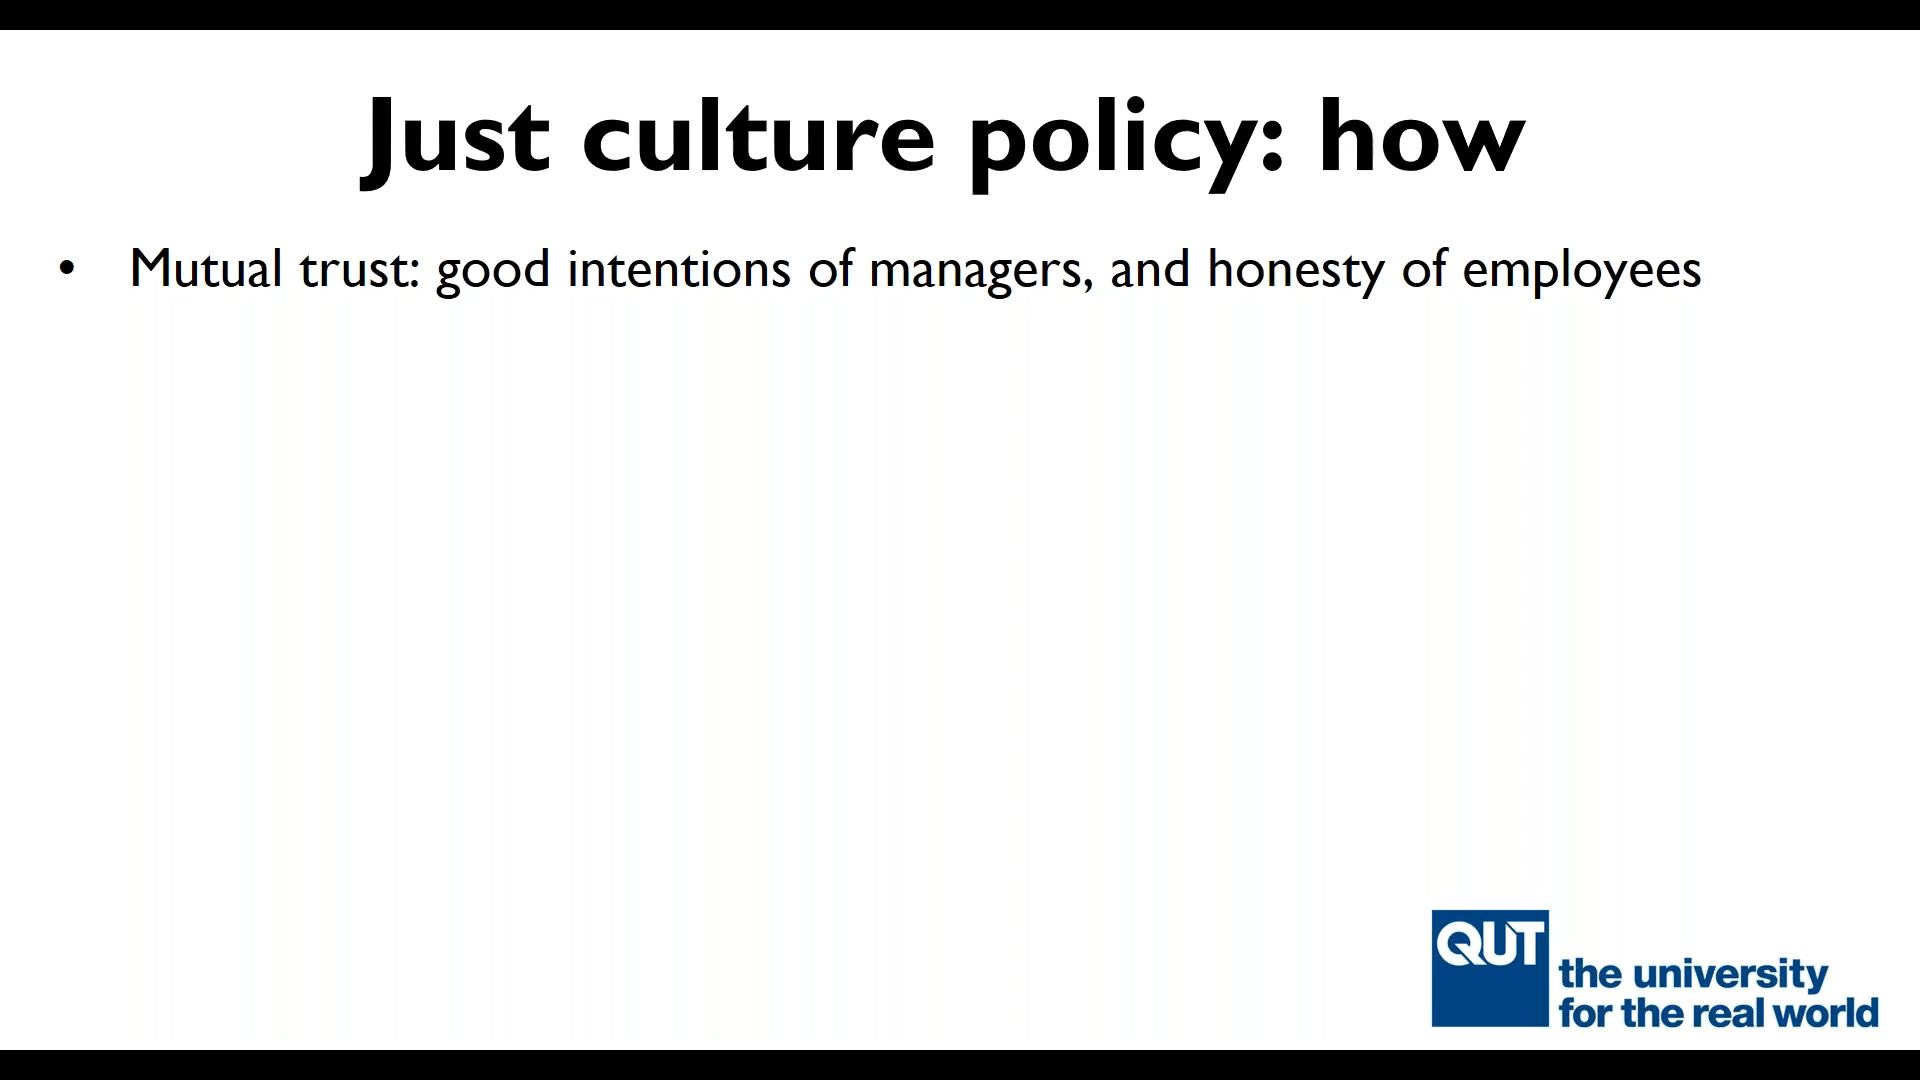 Just culture policy: how
• Mutual trust: good intentions of managers, and honesty of employees
QUT
the university
for the real world